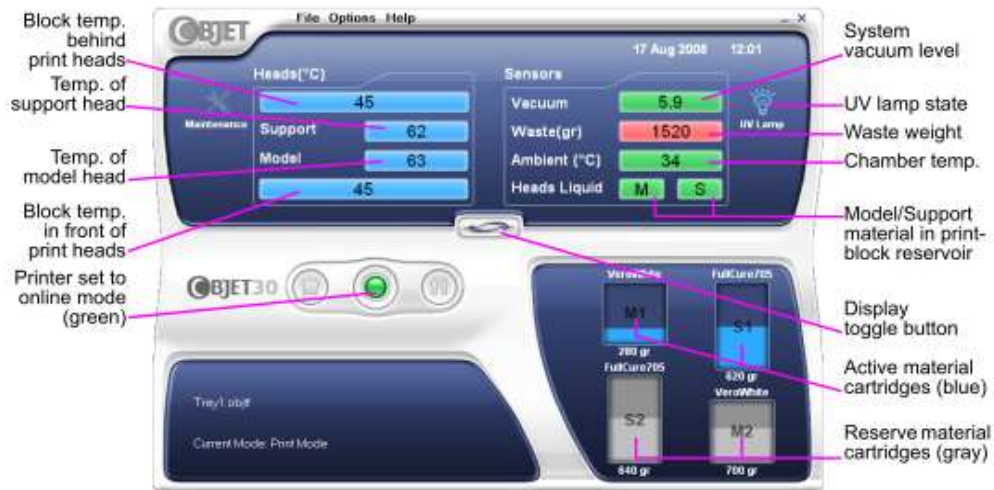 Block temp.
behind
print heads
Temp. of
support head
Temp. of
model head
Block temp.
in front of
print heads
Printer set to
online mode
(green)
OBJET
File Options Help
17 Aug 2008 12:01
Heads(°C)
45
Support 62
Model 63
45
Maintenance
Sensors
Vacuum 5.9
Waste(gr) 1520
Ambient (°C) 34
Heads Liquid M S
UV Lamp
OBJET30
Tray1.objtf
Current Mode: Print Mode
VeroWhite
M1
280 gr
FullCure705
S1
620 gr
FullCure705
S2
640 gr
VeroWhite
M2
700 gr
System
vacuum level
UV lamp state
Waste weight
Chamber temp.
Model/Support
material in print-
block reservoir
Display
toggle button
Active material
cartridges (blue)
Reserve material
cartridges (gray)